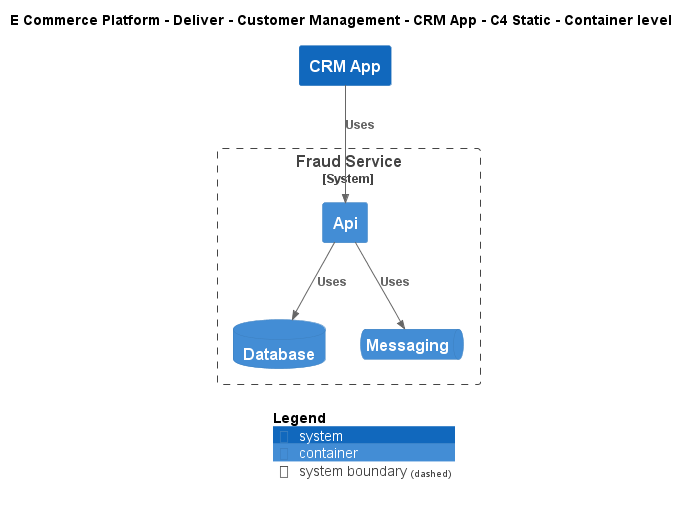 E Commerce Platform - Deliver - Customer Management - CRM App - C4 Static - Container level
CRM App
Uses
Fraud Service
[System]
Api
Uses
Uses
Database
Messaging
Legend
system
container
system boundary (dashed)